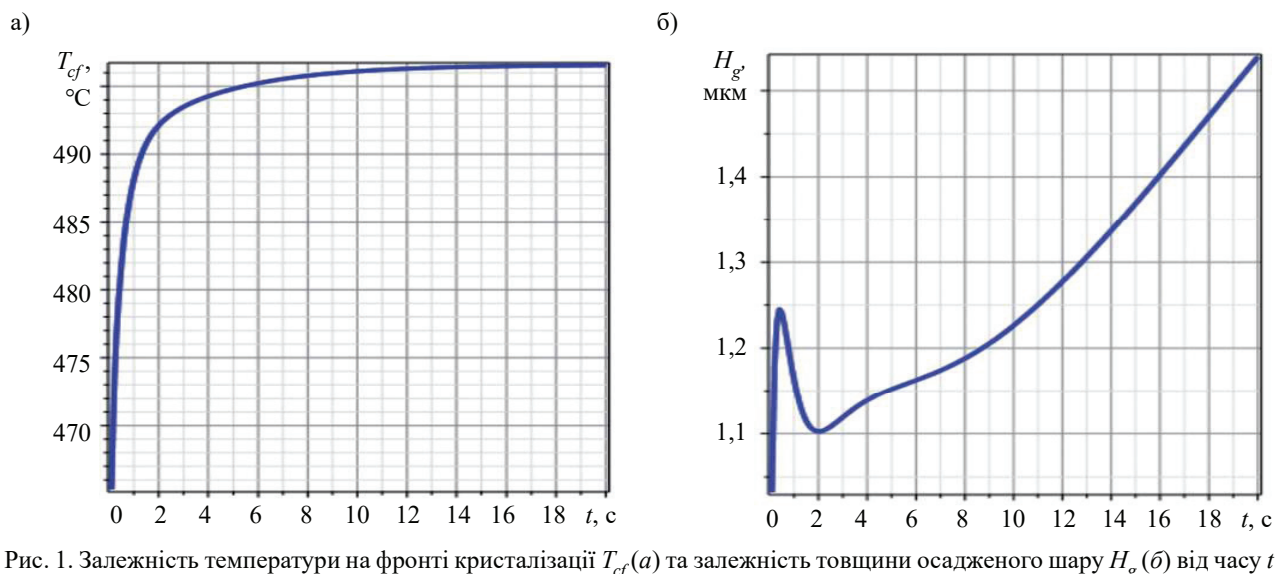 а)
T_cf,
°C
490
485
480
475
470
0 2 4 6 8 10 12 14 16 18 t, с
б)
H_g,
мкм
1,4
1,3
1,2
1,1
0 2 4 6 8 10 12 14 16 18 t, с
Рис. 1. Залежність температури на фронті кристалізації T_cf (а) та залежність товщини осадженого шару H_g (б) від часу t